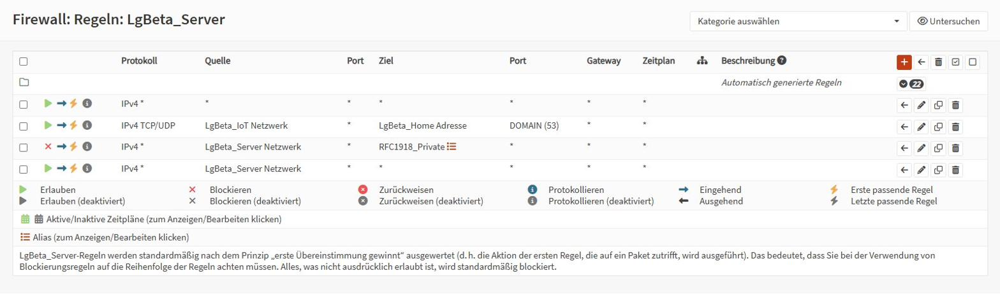 Firewall: Regeln: LgBeta_Server
Kategorie auswählen
Untersuchen
Protokoll Quelle Port Ziel Port Gateway Zeitplan Beschreibung
Automatisch generierte Regeln 22
IPv4 * * * * * * *
IPv4 TCP/UDP LgBeta_IoT Netzwerk * LgBeta_Home Adresse DOMAIN (53) * *
IPv4 * LgBeta_Server Netzwerk * RFC1918_Private * * *
IPv4 * LgBeta_Server Netzwerk * * * * *
Erlauben Blockieren Zurückweisen Protokollieren Eingehend Erste passende Regel
Erlauben (deaktiviert) Blockieren (deaktiviert) Zurückweisen (deaktiviert) Protokollieren (deaktiviert) Ausgehend Letzte passende Regel
Aktive/Inaktive Zeitpläne (zum Anzeigen/Bearbeiten klicken)
Alias (zum Anzeigen/Bearbeiten klicken)
LgBeta_Server-Regeln werden standardmäßig nach dem Prinzip „erste Übereinstimmung gewinnt“ ausgewertet (d. h. die Aktion der ersten Regel, die auf ein Paket zutrifft, wird ausgeführt). Das bedeutet, dass Sie bei der Verwendung von
Blockierungsregeln auf die Reihenfolge der Regeln achten müssen. Alles, was nicht ausdrücklich erlaubt ist, wird standardmäßig blockiert.